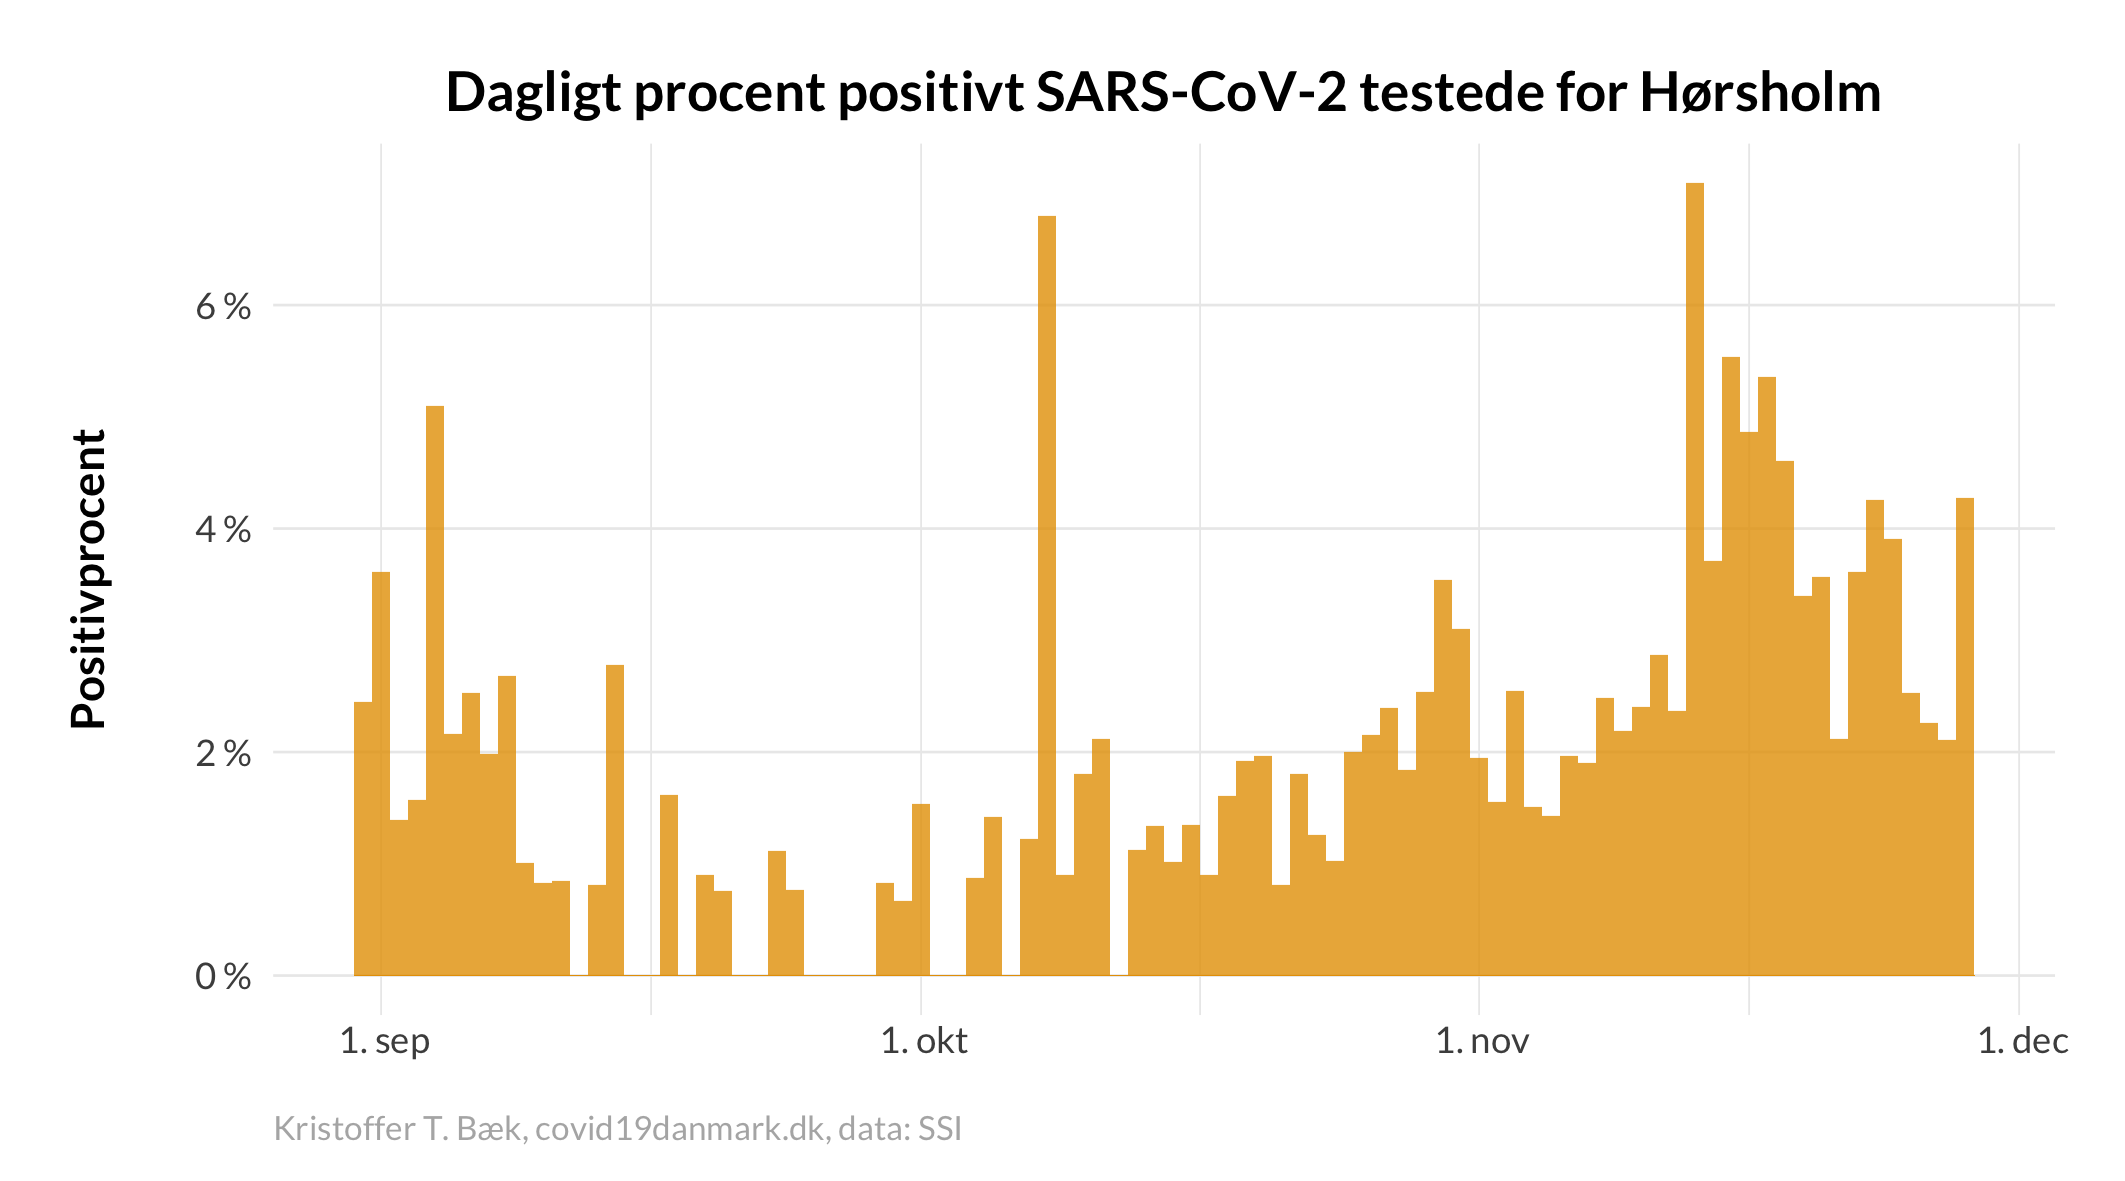 Dagligt procent positivt SARS-CoV-2 testede for Hørsholm
Positivprocent
6 %
4 %
2 %
0 %
1. sep
1. okt
1. nov
1. dec
Kristoffer T. Bæk, covid19danmark.dk, data: SSI